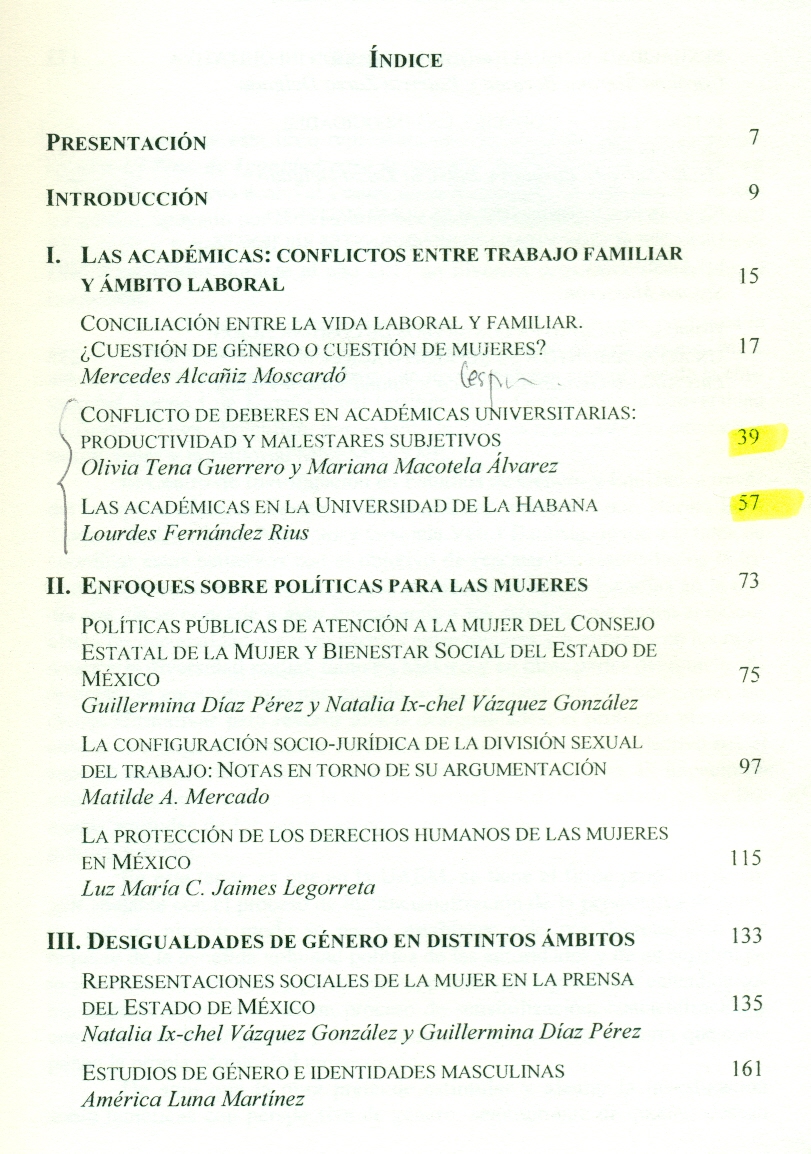 ÍNDICE
PRESENTACIÓN 7
INTRODUCCIÓN 9
I. LAS ACADÉMICAS: CONFLICTOS ENTRE TRABAJO FAMILIAR
Y ÁMBITO LABORAL 15
CONCILIACIÓN ENTRE LA VIDA LABORAL Y FAMILIAR.
¿CUESTIÓN DE GÉNERO O CUESTIÓN DE MUJERES? 17
Mercedes Alcañiz Moscardó
CONFLICTO DE DEBERES EN ACADÉMICAS UNIVERSITARIAS:
PRODUCTIVIDAD Y MALESTARES SUBJETIVOS 39
Olivia Tena Guerrero y Mariana Macotela Álvarez
LAS ACADÉMICAS EN LA UNIVERSIDAD DE LA HABANA 57
Lourdes Fernández Rius
II. ENFOQUES SOBRE POLÍTICAS PARA LAS MUJERES 73
POLÍTICAS PÚBLICAS DE ATENCIÓN A LA MUJER DEL CONSEJO
ESTATAL DE LA MUJER Y BIENESTAR SOCIAL DEL ESTADO DE
MÉXICO 75
Guillermina Díaz Pérez y Natalia Ix-chel Vázquez González
LA CONFIGURACIÓN SOCIO-JURÍDICA DE LA DIVISIÓN SEXUAL
DEL TRABAJO: NOTAS EN TORNO DE SU ARGUMENTACIÓN 97
Matilde A. Mercado
LA PROTECCIÓN DE LOS DERECHOS HUMANOS DE LAS MUJERES
EN MÉXICO 115
Luz María C. Jaimes Legorreta
III. DESIGUALDADES DE GÉNERO EN DISTINTOS ÁMBITOS 133
REPRESENTACIONES SOCIALES DE LA MUJER EN LA PRENSA
DEL ESTADO DE MÉXICO 135
Natalia Ix-chel Vázquez González y Guillermina Díaz Pérez
ESTUDIOS DE GÉNERO E IDENTIDADES MASCULINAS 161
América Luna Martínez